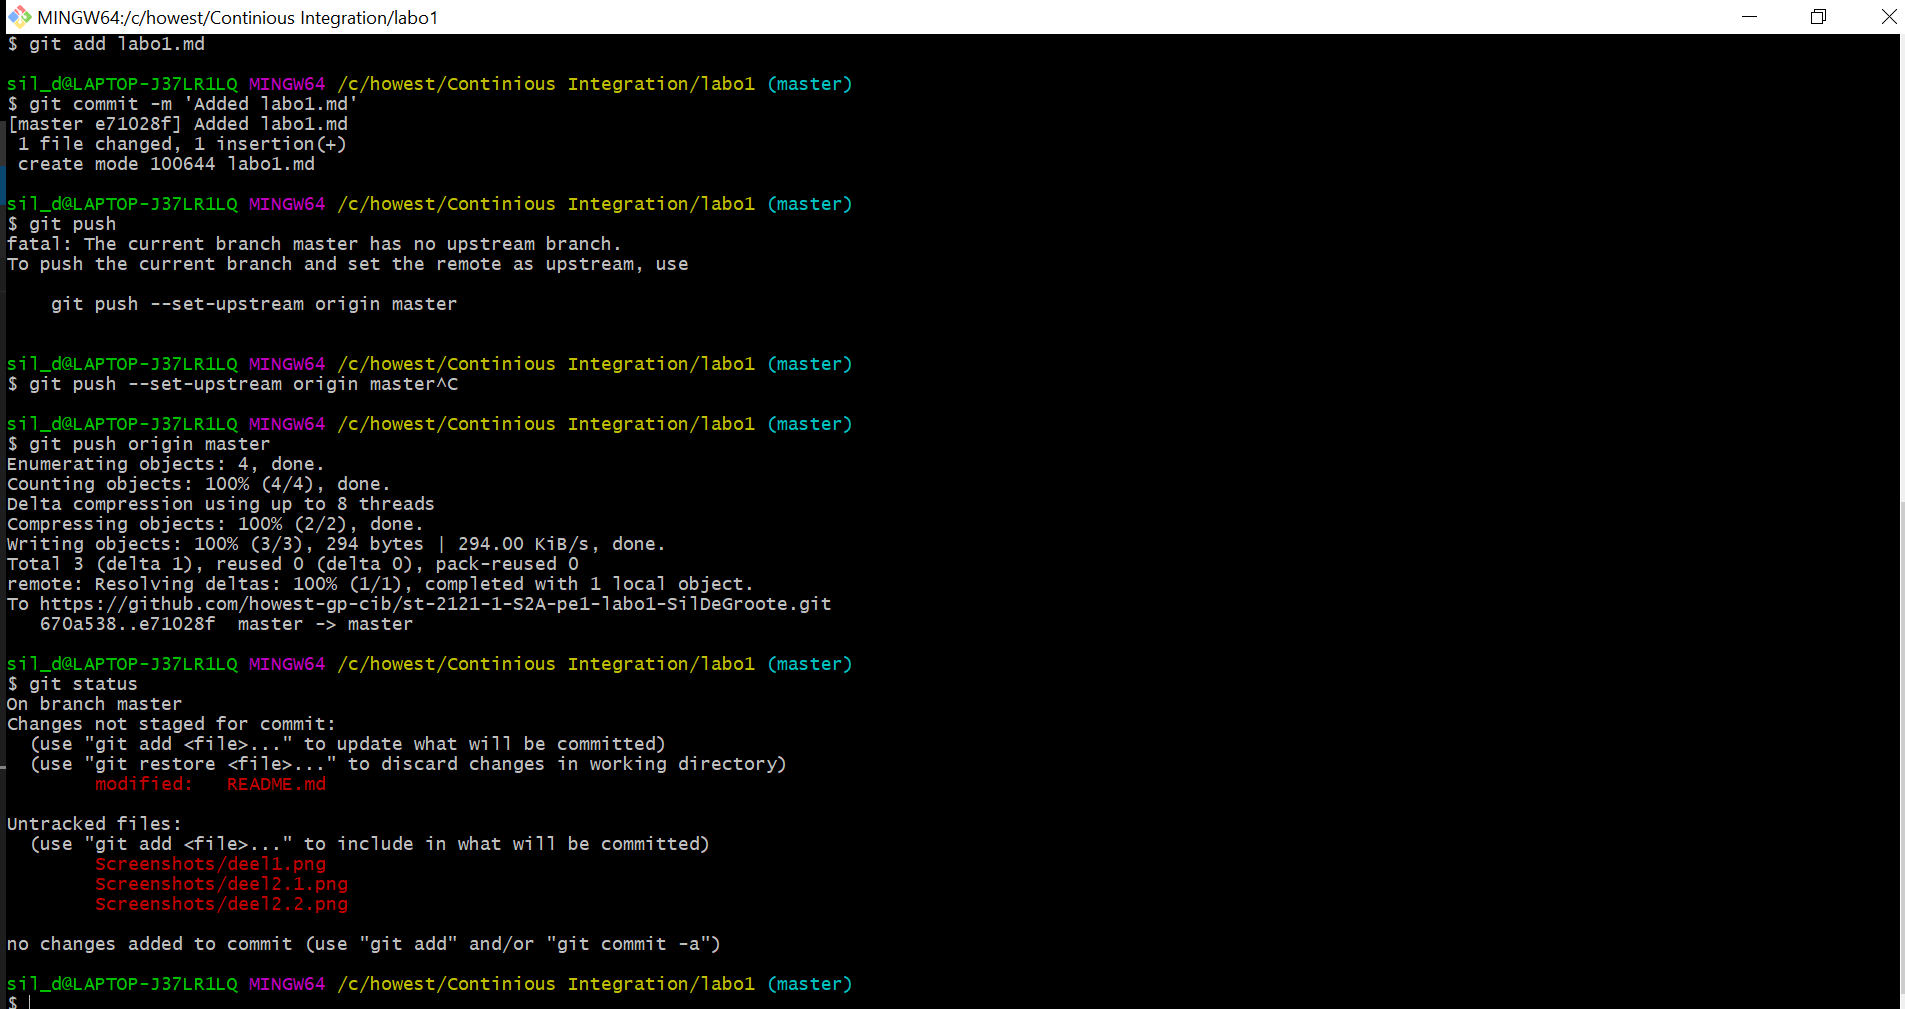 MINGW64:/c/howest/Continious Integration/labo1
$ git add labo1.md
sil_d@LAPTOP-J37LR1LQ MINGW64 /c/howest/Continious Integration/labo1 (master)
$ git commit -m 'Added labo1.md'
[master e71028f] Added labo1.md
 1 file changed, 1 insertion(+)
 create mode 100644 labo1.md
sil_d@LAPTOP-J37LR1LQ MINGW64 /c/howest/Continious Integration/labo1 (master)
$ git push
fatal: The current branch master has no upstream branch.
To push the current branch and set the remote as upstream, use
    git push --set-upstream origin master
sil_d@LAPTOP-J37LR1LQ MINGW64 /c/howest/Continious Integration/labo1 (master)
$ git push --set-upstream origin master^C
sil_d@LAPTOP-J37LR1LQ MINGW64 /c/howest/Continious Integration/labo1 (master)
$ git push origin master
Enumerating objects: 4, done.
Counting objects: 100% (4/4), done.
Delta compression using up to 8 threads
Compressing objects: 100% (2/2), done.
Writing objects: 100% (3/3), 294 bytes | 294.00 KiB/s, done.
Total 3 (delta 1), reused 0 (delta 0), pack-reused 0
remote: Resolving deltas: 100% (1/1), completed with 1 local object.
To https://github.com/howest-gp-cib/st-2121-1-S2A-pe1-labo1-SilDeGroote.git
   670a538..e71028f  master -> master
sil_d@LAPTOP-J37LR1LQ MINGW64 /c/howest/Continious Integration/labo1 (master)
$ git status
On branch master
Changes not staged for commit:
  (use "git add <file>..." to update what will be committed)
  (use "git restore <file>..." to discard changes in working directory)
        modified:   README.md
Untracked files:
  (use "git add <file>..." to include in what will be committed)
        Screenshots/deel1.png
        Screenshots/deel2.1.png
        Screenshots/deel2.2.png
no changes added to commit (use "git add" and/or "git commit -a")
sil_d@LAPTOP-J37LR1LQ MINGW64 /c/howest/Continious Integration/labo1 (master)
$